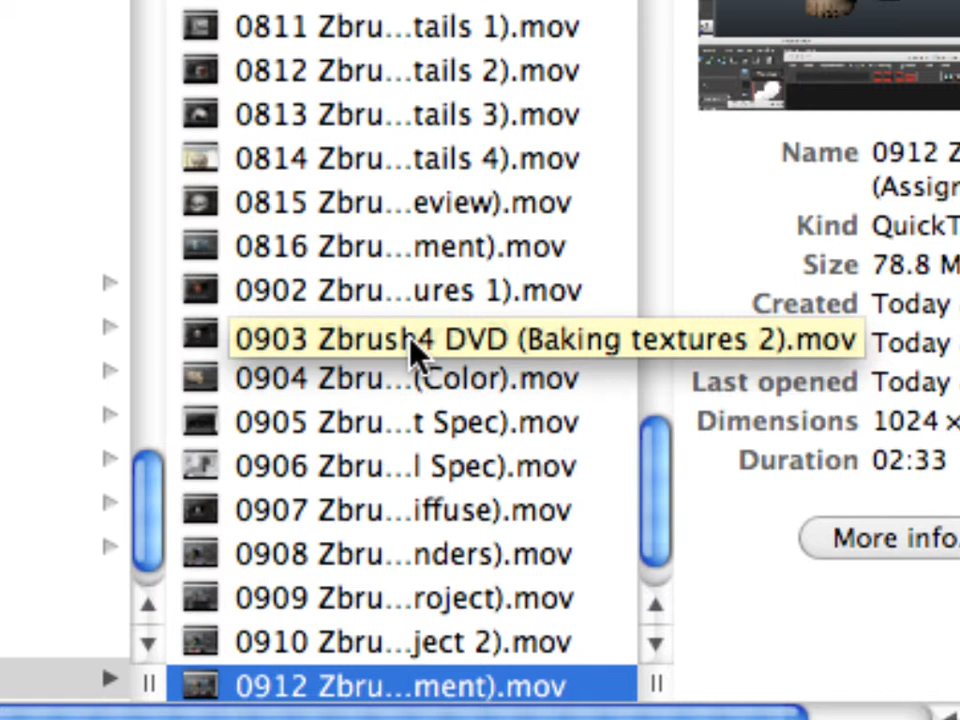 0811 Zbru...tails 1).mov
0812 Zbru...tails 2).mov
0813 Zbru...tails 3).mov
0814 Zbru...tails 4).mov
0815 Zbru...eview).mov
0816 Zbru...ment).mov
0902 Zbru...ures 1).mov
0903 Zbrush4 DVD (Baking textures 2).mov
0904 Zbru...(Color).mov
0905 Zbru...t Spec).mov
0906 Zbru...l Spec).mov
0907 Zbru...iffuse).mov
0908 Zbru...nders).mov
0909 Zbru...roject).mov
0910 Zbru...ject 2).mov
0912 Zbru...ment).mov
Name 0912 Z
(Assign
Kind QuickT
Size 78.8 M
Created Today
Today
Last opened Today
Dimensions 1024 ×
Duration 02:33
More info